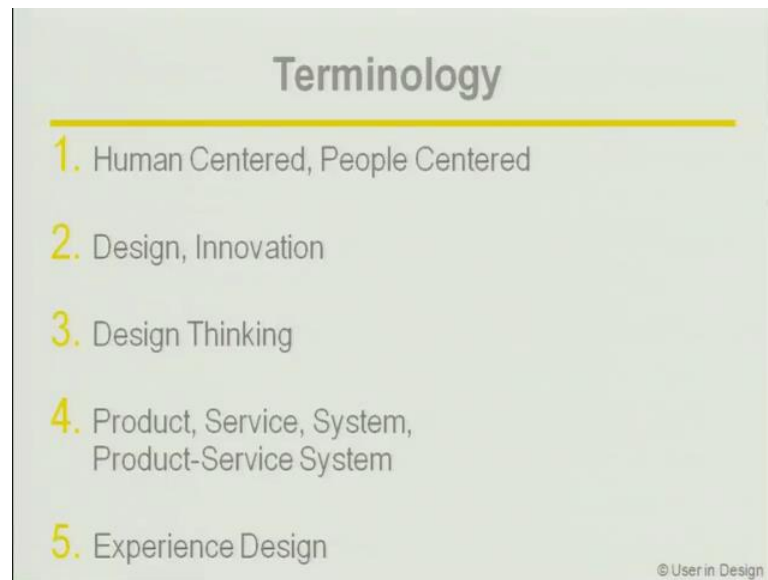 Terminology
1. Human Centered, People Centered
2. Design, Innovation
3. Design Thinking
4. Product, Service, System,
Product-Service System
5. Experience Design
© User in Design